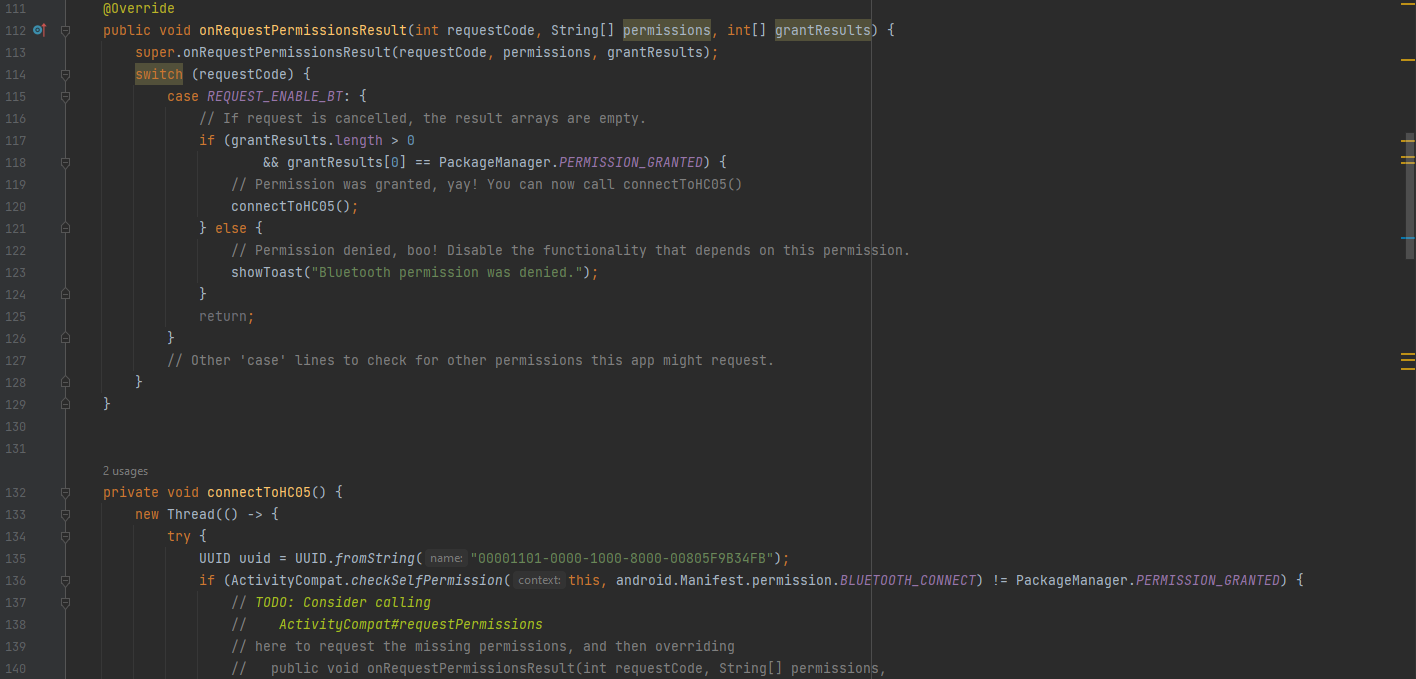 111 @Override
112 public void onRequestPermissionsResult(int requestCode, String[] permissions, int[] grantResults) {
113 super.onRequestPermissionsResult(requestCode, permissions, grantResults);
114 switch (requestCode) {
115 case REQUEST_ENABLE_BT: {
116 // If request is cancelled, the result arrays are empty.
117 if (grantResults.length > 0
118 && grantResults[0] == PackageManager.PERMISSION_GRANTED) {
119 // Permission was granted, yay! You can now call connectToHC05()
120 connectToHC05();
121 } else {
122 // Permission denied, boo! Disable the functionality that depends on this permission.
123 showToast("Bluetooth permission was denied.");
124 }
125 return;
126 }
127 // Other 'case' lines to check for other permissions this app might request.
128 }
129 }
130
131
2 usages
132 private void connectToHC05() {
133 new Thread(() -> {
134 try {
135 UUID uuid = UUID.fromString( name: "00001101-0000-1000-8000-00805F9B34FB");
136 if (ActivityCompat.checkSelfPermission( context: this, android.Manifest.permission.BLUETOOTH_CONNECT) != PackageManager.PERMISSION_GRANTED) {
137 // TODO: Consider calling
138 // ActivityCompat#requestPermissions
139 // here to request the missing permissions, and then overriding
140 // public void onRequestPermissionsResult(int requestCode, String[] permissions,